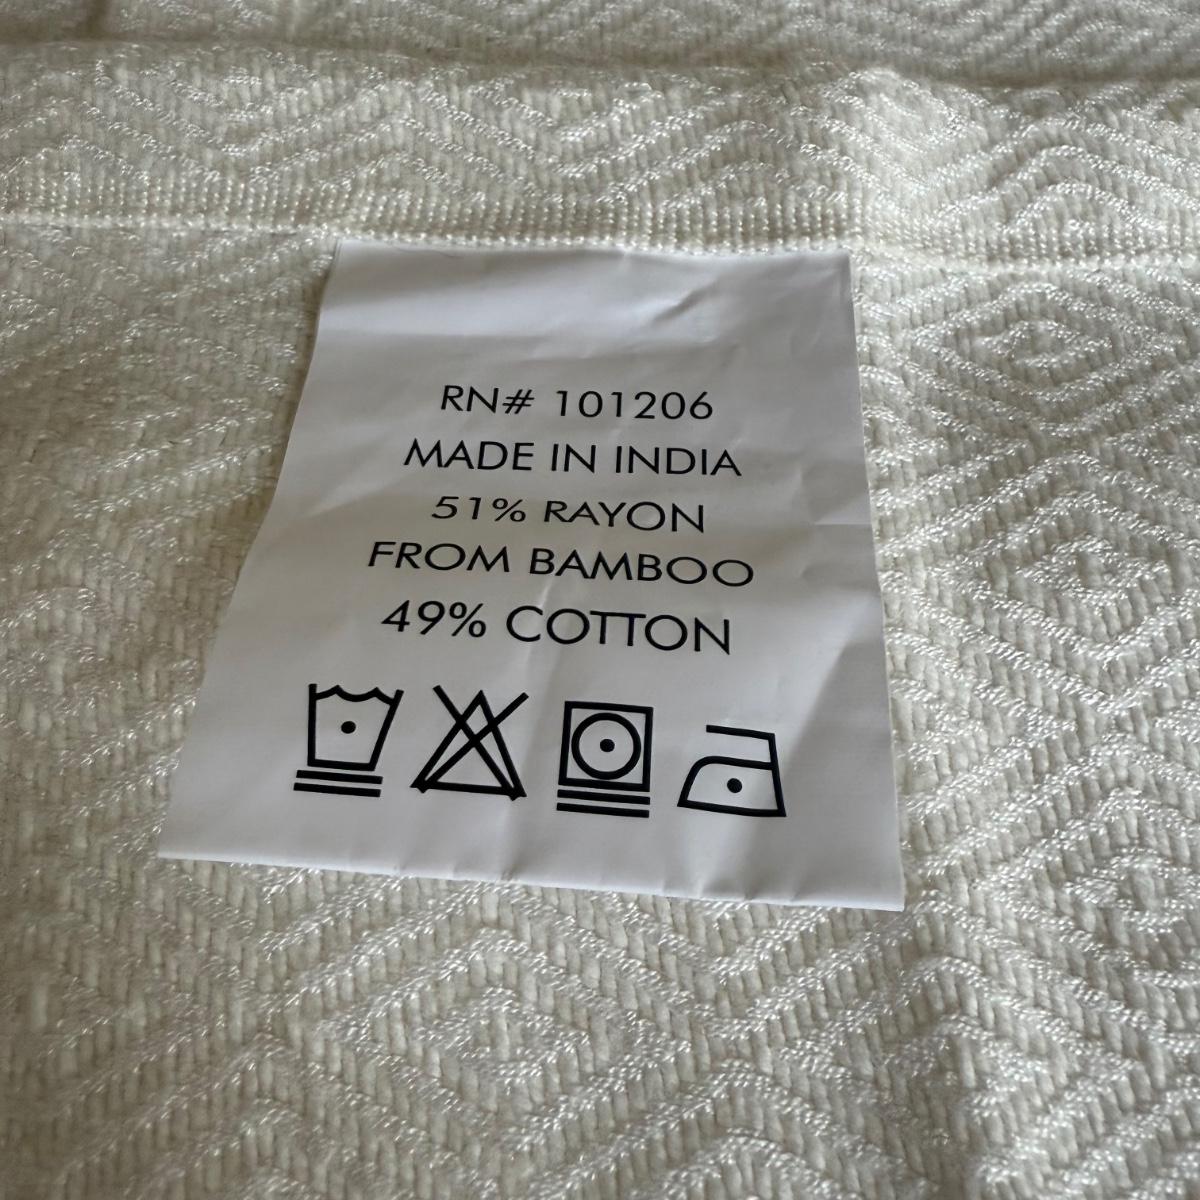 RN# 101206
MADE IN INDIA
51% RAYON
FROM BAMBOO
49% COTTON